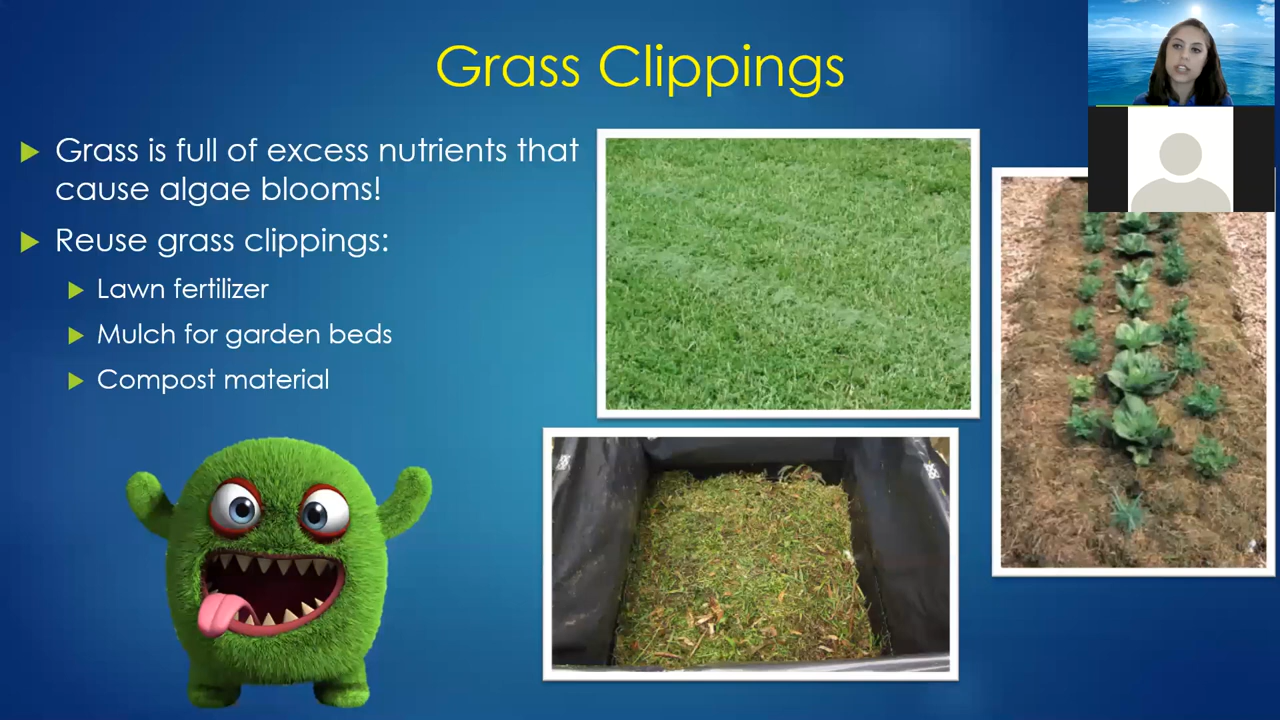 Grass Clippings
Grass is full of excess nutrients that
cause algae blooms!
Reuse grass clippings:
Lawn fertilizer
Mulch for garden beds
Compost material